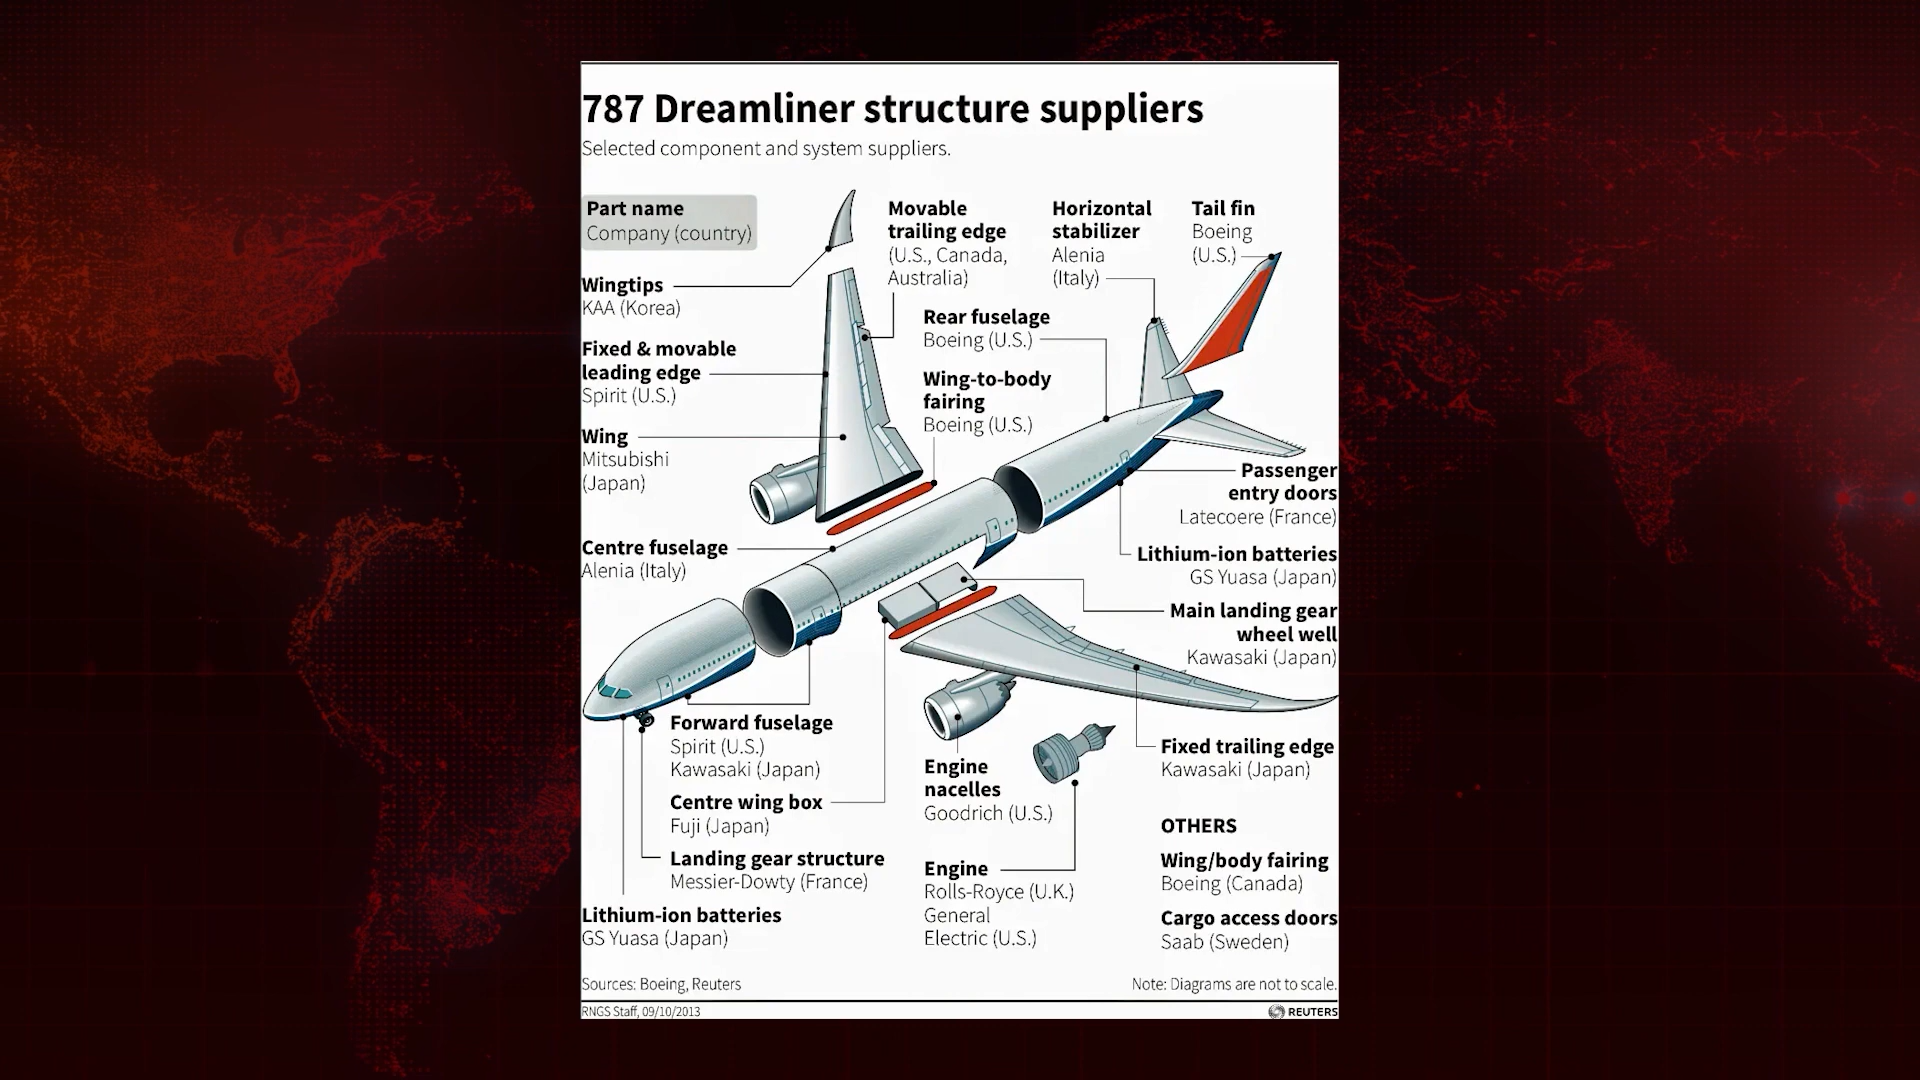 787 Dreamliner structure suppliers
Selected component and system suppliers.
Part name
Company (country)
Wingtips
KAA (Korea)
Fixed & movable
leading edge
Spirit (U.S.)
Wing
Mitsubishi
(Japan)
Centre fuselage
Alenia (Italy)
Movable
trailing edge
(U.S., Canada,
Australia)
Rear fuselage
Boeing (U.S.)
Wing-to-body
fairing
Boeing (U.S.)
Horizontal
stabilizer
Alenia
(Italy)
Tail fin
Boeing
(U.S.)
Passenger
entry doors
Latecoere (France)
Lithium-ion batteries
GS Yuasa (Japan)
Main landing gear
wheel well
Kawasaki (Japan)
Forward fuselage
Spirit (U.S.)
Kawasaki (Japan)
Centre wing box
Fuji (Japan)
Landing gear structure
Messier-Dowty (France)
Lithium-ion batteries
GS Yuasa (Japan)
Engine
nacelles
Goodrich (U.S.)
Engine
Rolls-Royce (U.K.)
General
Electric (U.S.)
Fixed trailing edge
Kawasaki (Japan)
OTHERS
Wing/body fairing
Boeing (Canada)
Cargo access doors
Saab (Sweden)
Sources: Boeing, Reuters
Note: Diagrams are not to scale.
RNGS Staff, 09/10/2013
REUTERS